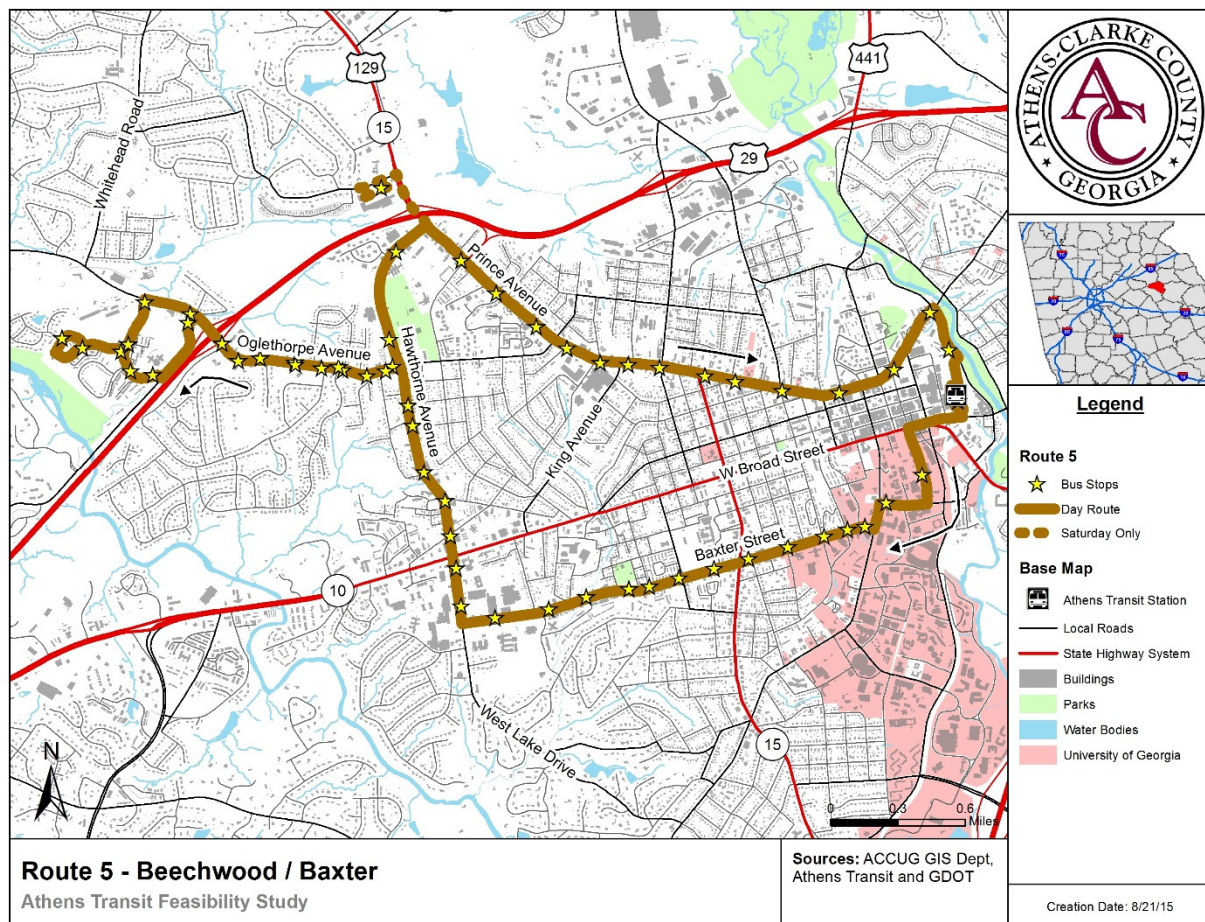 129
441
15
29
Whitehead Road
Prince Avenue
Oglethorpe Avenue
Hawthorne Avenue
King Avenue
W Broad Street
Baxter Street
10
West Lake Drive
15
N
0 0.3 0.6
Miles
ATHENS-CLARKE COUNTY
AC
★ GEORGIA ★
Legend
Route 5
Bus Stops
Day Route
Saturday Only
Base Map
Athens Transit Station
Local Roads
State Highway System
Buildings
Parks
Water Bodies
University of Georgia
Route 5 - Beechwood / Baxter
Athens Transit Feasibility Study
Sources: ACCUG GIS Dept,
Athens Transit and GDOT
Creation Date: 8/21/15